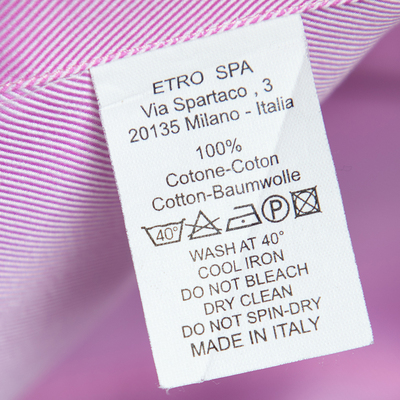 ETRO SPA
Via Spartaco , 3
20135 Milano - Italia
100%
Cotone-Coton
Cotton-Baumwolle
40° P
WASH AT 40°
COOL IRON
DO NOT BLEACH
DRY CLEAN
DO NOT SPIN-DRY
MADE IN ITALY